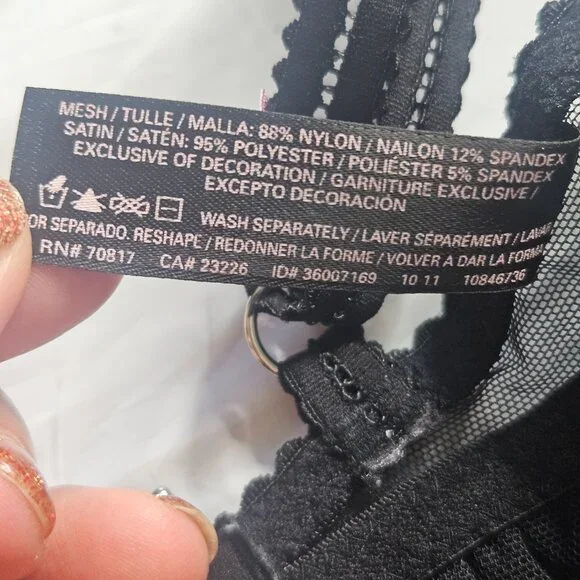 MESH / TULLE / MALLA: 88% NYLON / NAILON 12% SPANDEX
SATIN / SATÉN: 95% POLYESTER / POLIÉSTER 5% SPANDEX
EXCLUSIVE OF DECORATION / GARNITURE EXCLUSIVE /
EXCEPTO DECORACIÓN
WASH SEPARATELY / LAVER SÉPARÉMENT /
OR SEPARADO. RESHAPE / REDONNER LA FORME / VOLVER A DAR LA FORMA
RN# 70817 CA# 23226 ID# 36007169 10 11 10846736